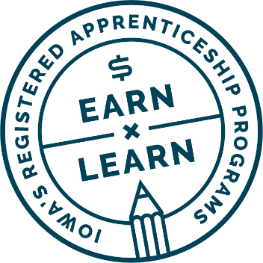 IOWA'S REGISTERED APPRENTICESHIP PROGRAMS
$
EARN
×
LEARN